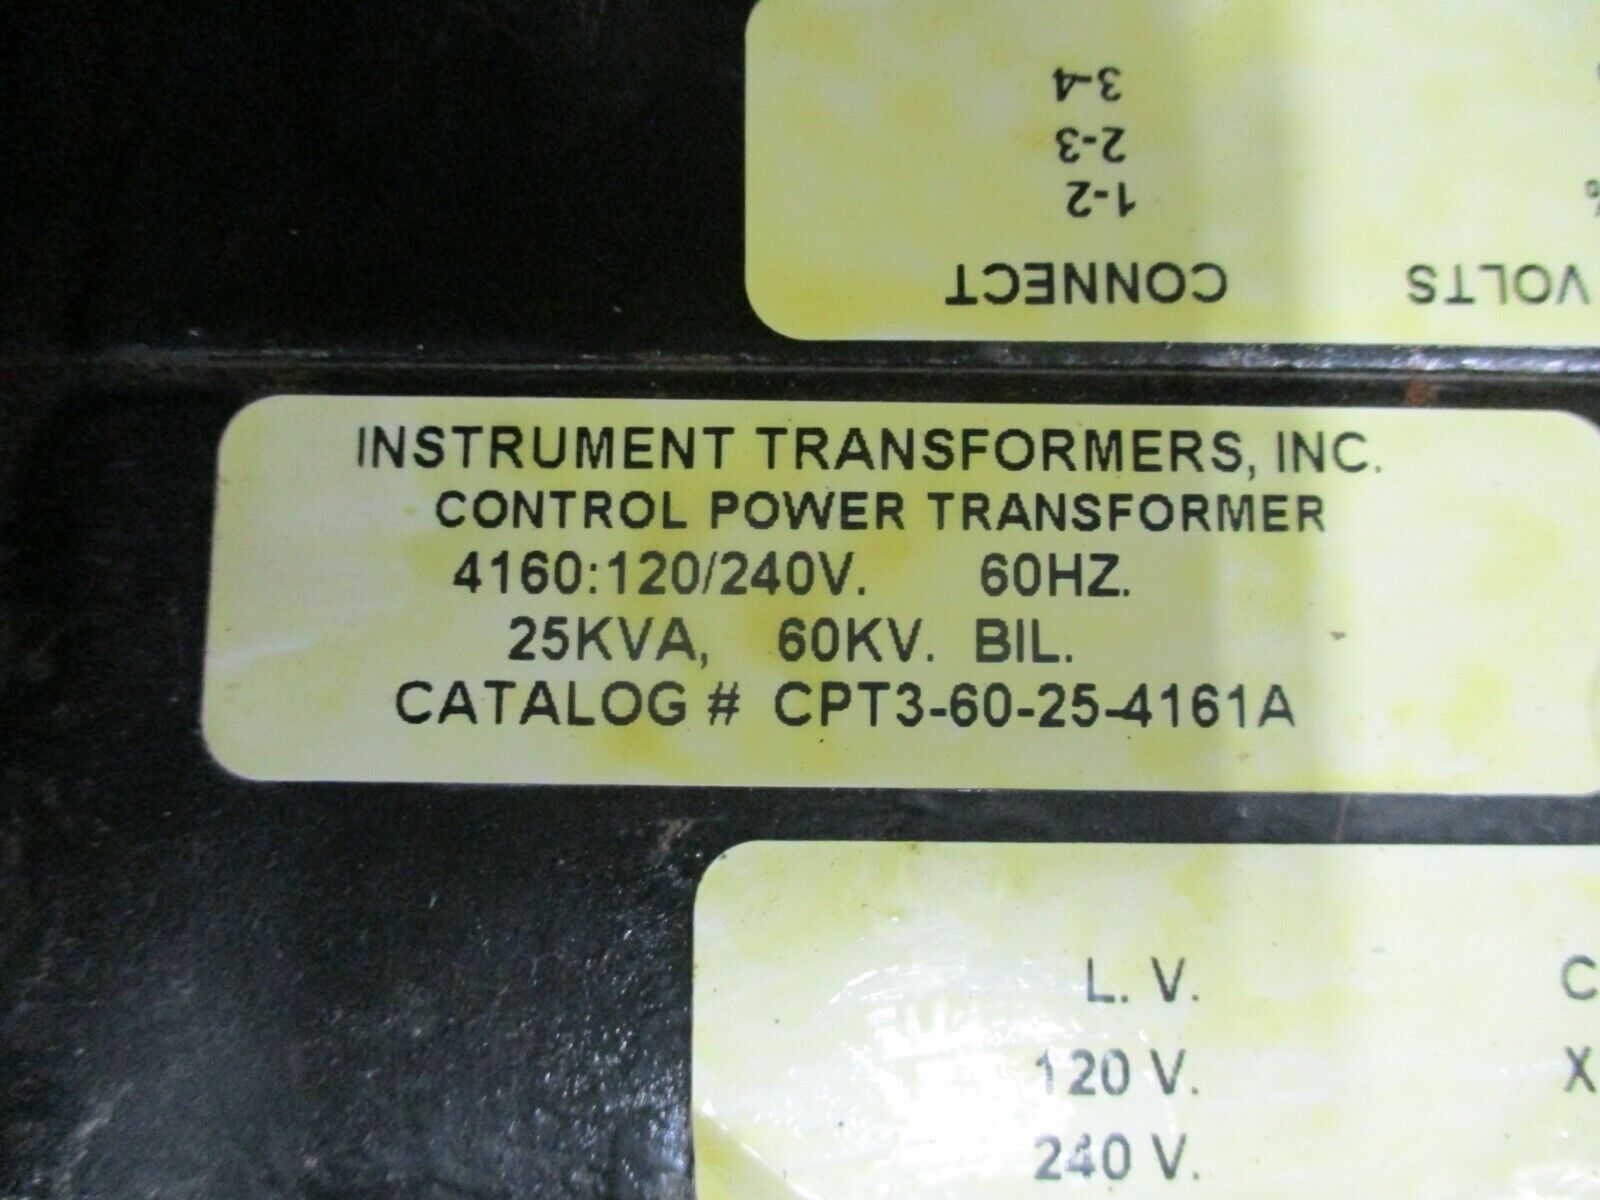 VOLTS CONNECT
1-2
2-3
3-4
INSTRUMENT TRANSFORMERS, INC.
CONTROL POWER TRANSFORMER
4160:120/240V. 60HZ.
25KVA, 60KV. BIL.
CATALOG # CPT3-60-25-4161A
L. V. C
120 V. X
240 V.